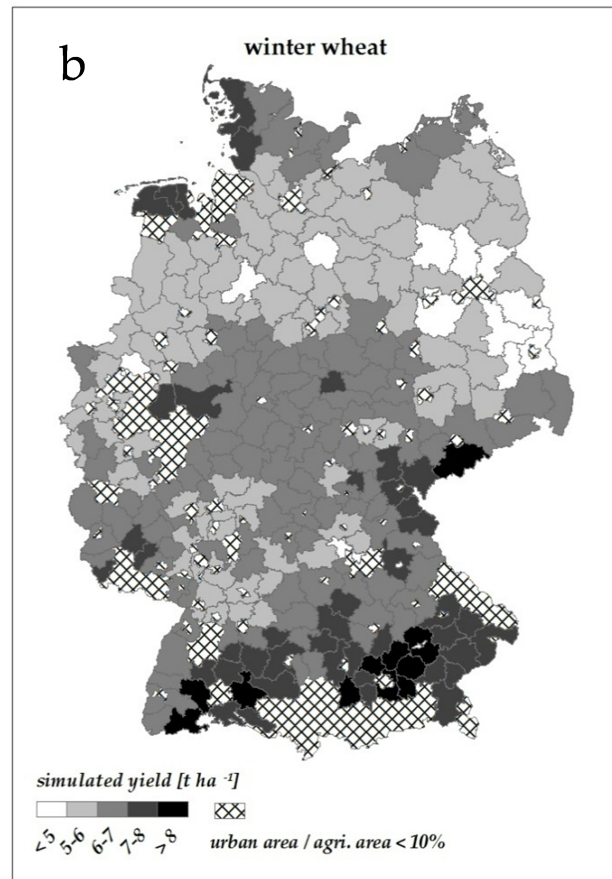 b
winter wheat
simulated yield [t ha -1]
< 5 5-6 6-7 7-8 > 8
urban area / agri. area < 10%